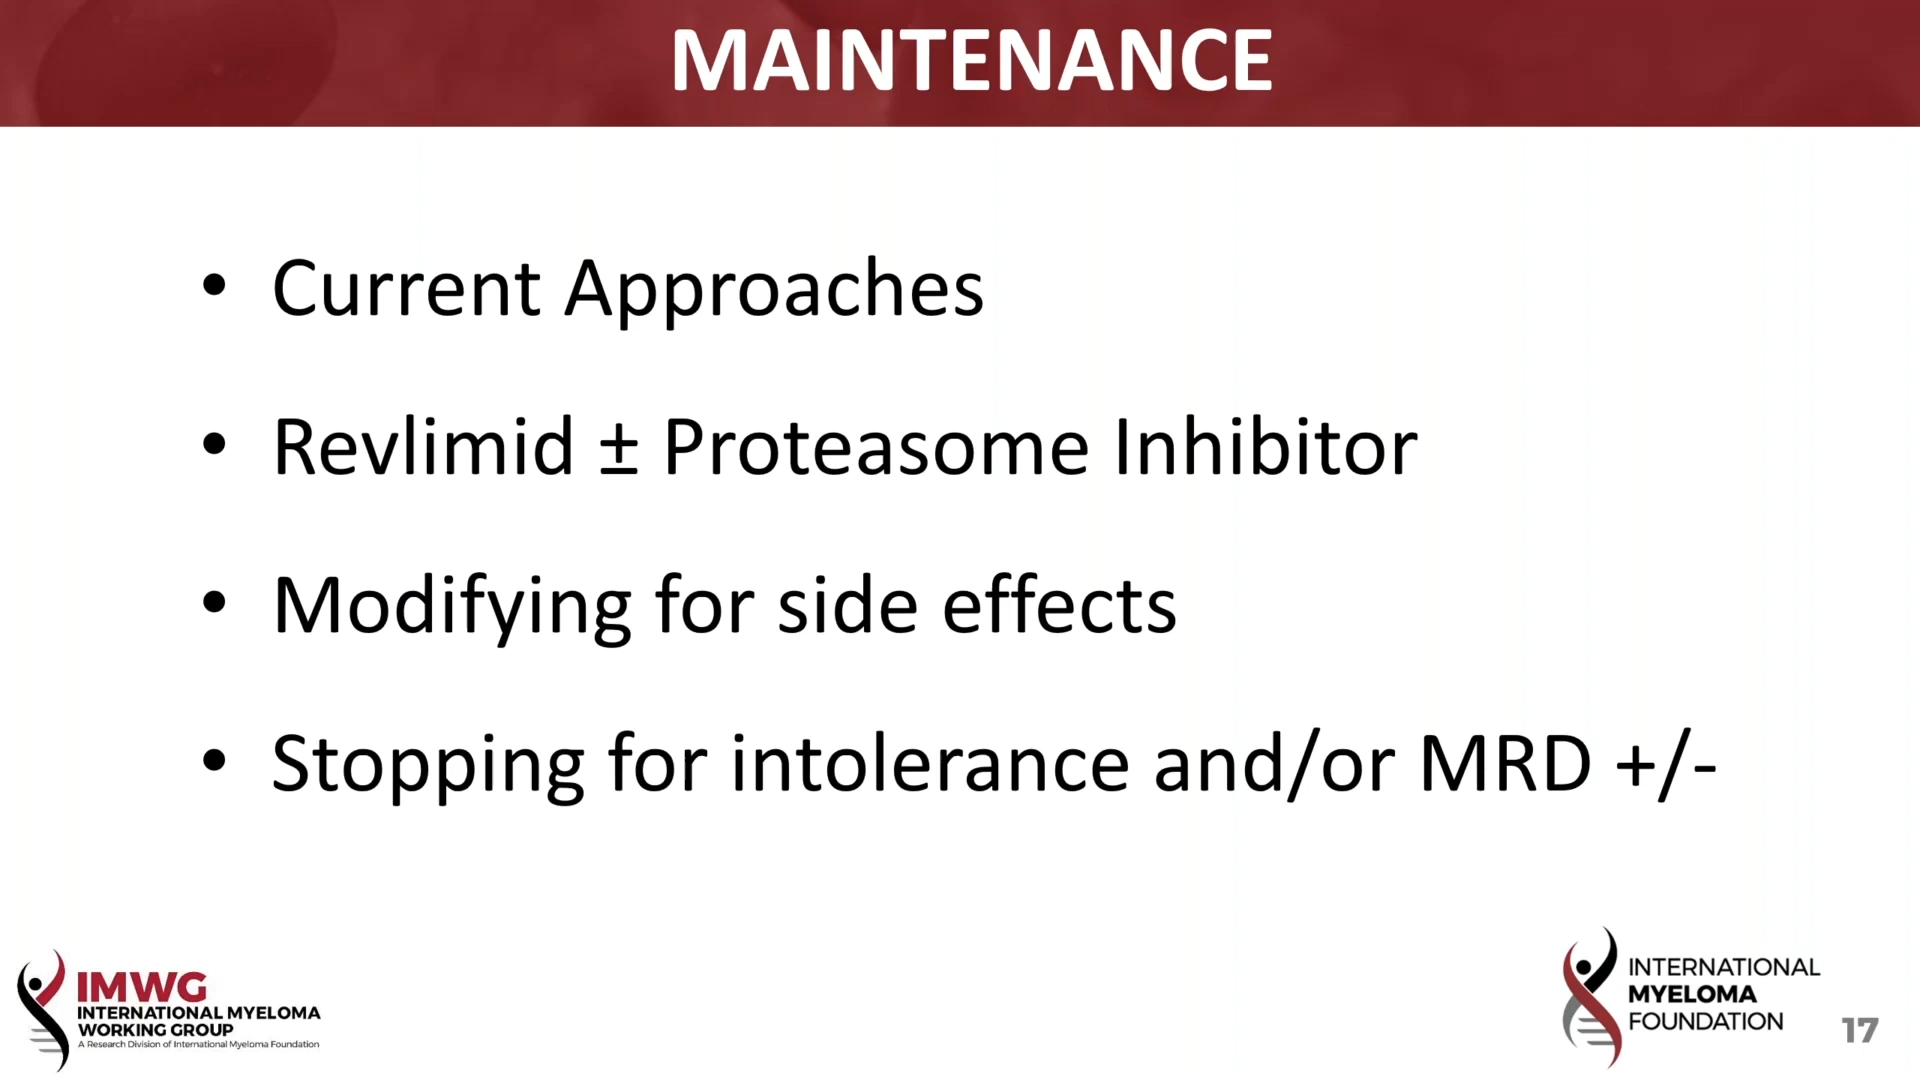 MAINTENANCE
• Current Approaches
• Revlimid ± Proteasome Inhibitor
• Modifying for side effects
• Stopping for intolerance and/or MRD +/-
IMWG
INTERNATIONAL MYELOMA
WORKING GROUP
A Research Division of International Myeloma Foundation
INTERNATIONAL
MYELOMA
FOUNDATION
17